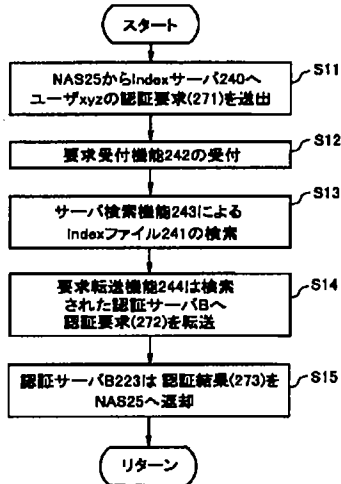 スタート
NAS25からIndexサーバ240へ
ユーザxyzの認証要求(271)を送出
S11
要求受付機能242の受付
S12
サーバ検索機能243による
Indexファイル241の検索
S13
要求転送機能244は検索
された認証サーバBへ
認証要求(272)を転送
S14
認証サーバB223は認証結果(273)を
NAS25へ返却
S15
リターン